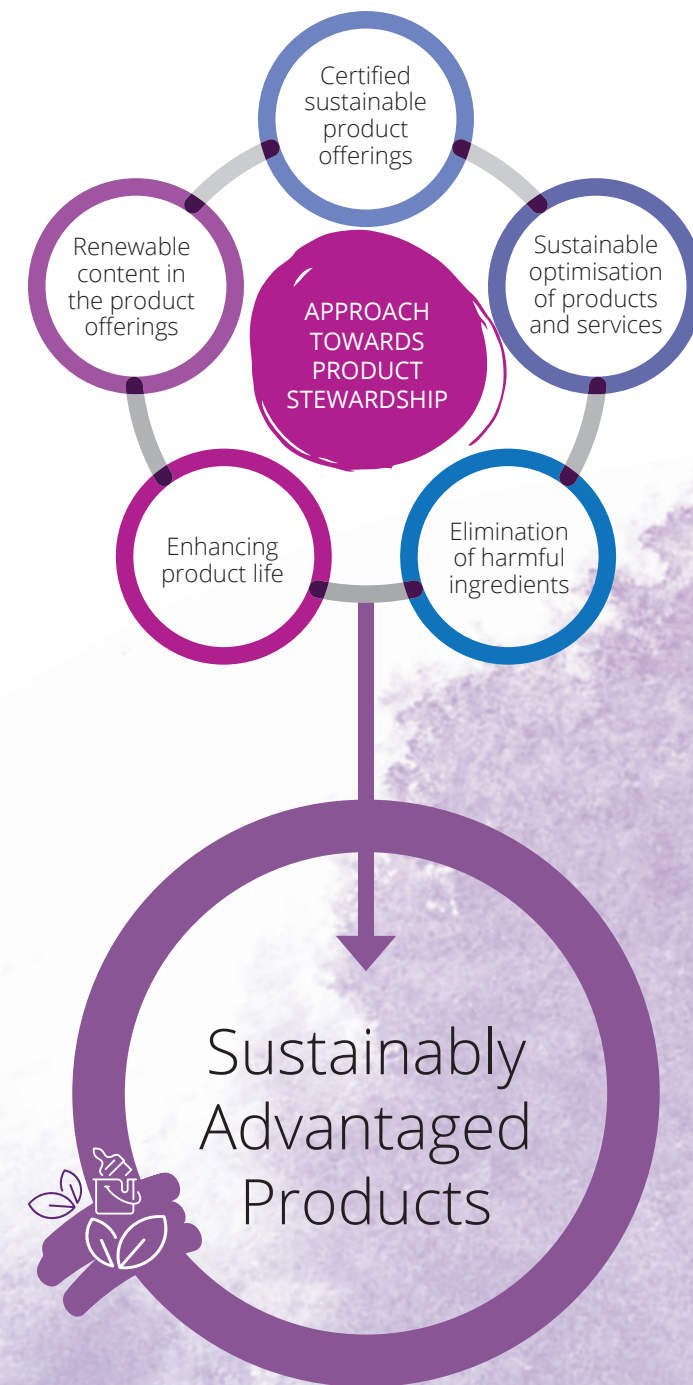 Certified
sustainable
product
offerings
Renewable
content in
the product
offerings
APPROACH
TOWARDS
PRODUCT
STEWARDSHIP
Sustainable
optimisation
of products
and services
Enhancing
product life
Elimination
of harmful
ingredients
Sustainably
Advantaged
Products